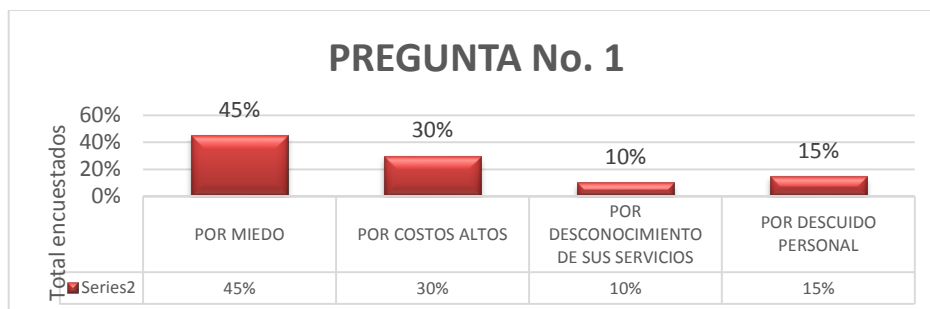 PREGUNTA No. 1
Total encuestados
60%
40%
20%
0%
45%
30%
10%
15%
POR MIEDO
POR COSTOS ALTOS
POR
DESCONOCIMIENTO
DE SUS SERVICIOS
POR DESCUIDO
PERSONAL
Series2
45%
30%
10%
15%